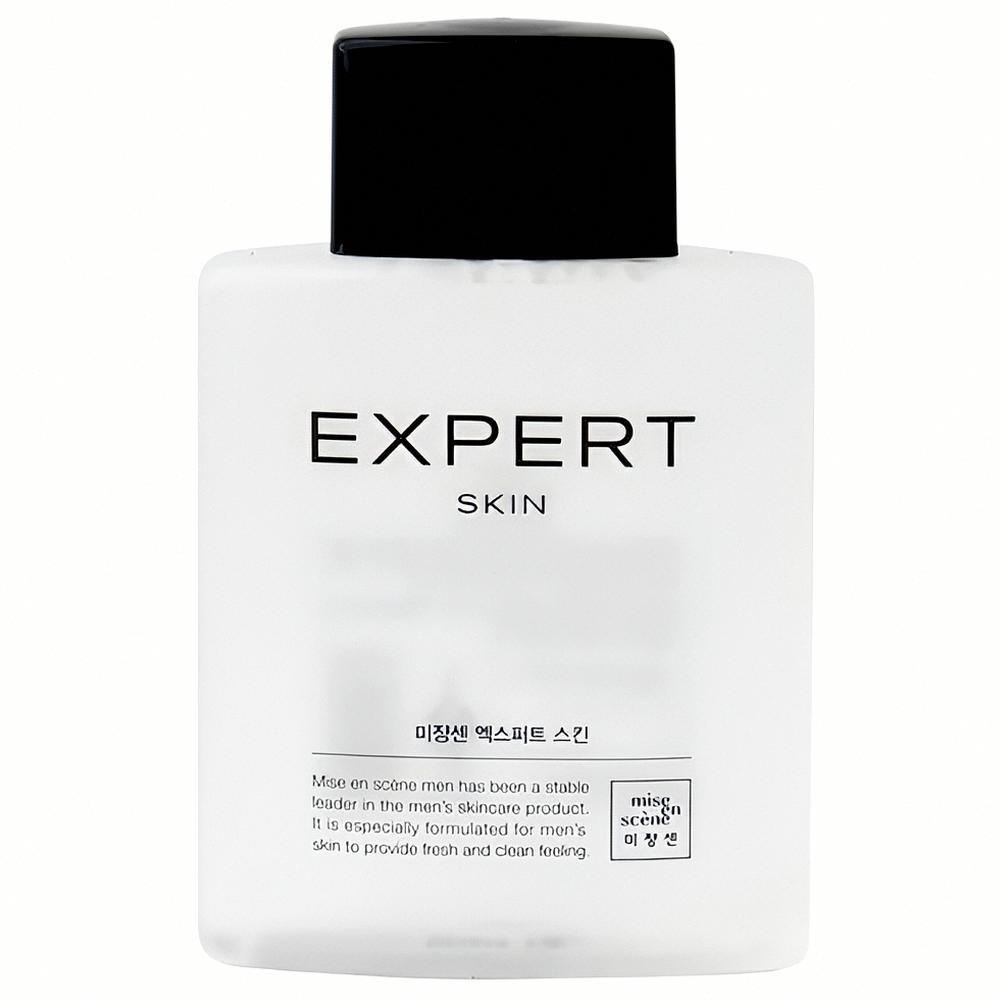 EXPERT
SKIN
미쟝센 엑스퍼트 스킨
Mise en scène men has been a stable
leader in the men's skincare product.
It is especially formulated for men's
skin to provide fresh and clean feeling.
mise
en
scène
미쟝센